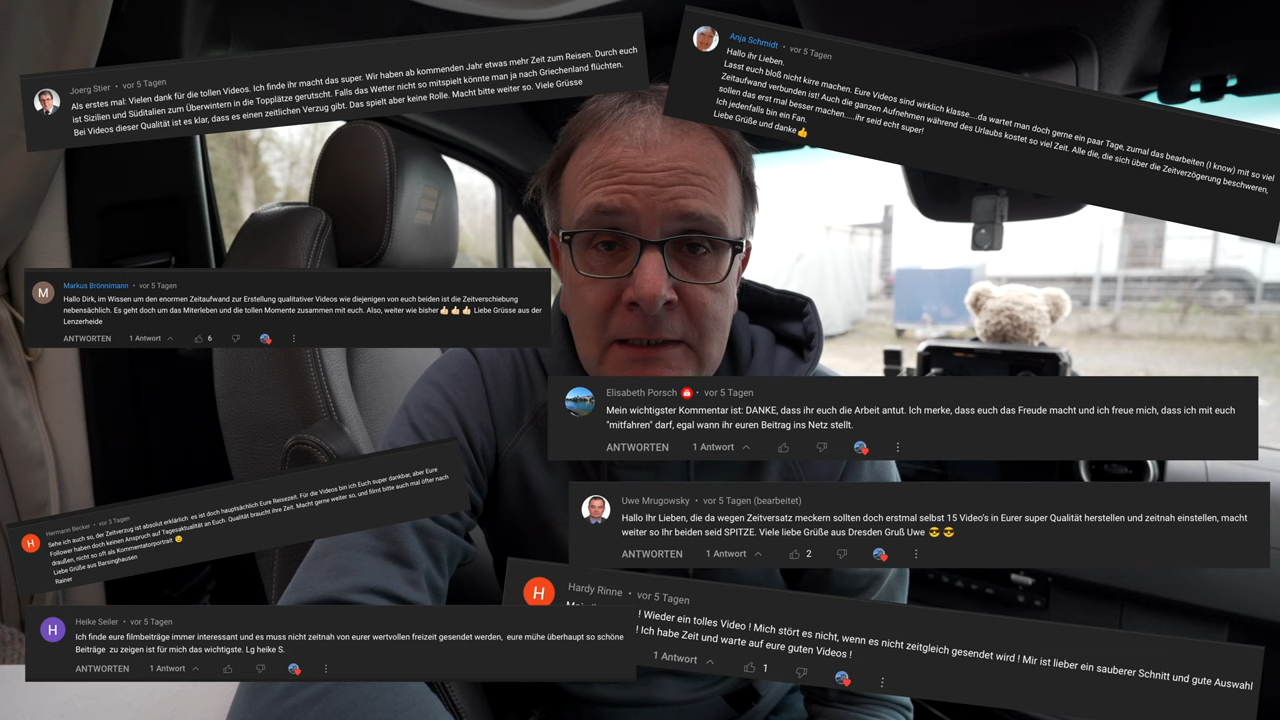 Joerg Stier • vor 5 Tagen
Als erstes mal: Vielen dank für die tollen Videos. Ich finde ihr macht das super. Wir haben ab kommenden Jahr etwas mehr Zeit zum Reisen. Durch euch
ist Sizilien und Süditalien zum Überwintern in die Topplätze gerutscht. Falls das Wetter nicht so mitspielt könnte man ja nach Griechenland flüchten.
Bei Videos dieser Qualität ist es klar, dass es einen zeitlichen Verzug gibt. Das spielt aber keine Rolle. Macht bitte weiter so. Viele Grüsse
Anja Schmidt • vor 5 Tagen
Hallo ihr Lieben.
Lasst euch bloß nicht kirre machen. Eure Videos sind wirklich klasse....da wartet man doch gerne ein paar Tage, zumal das bearbeiten (I know) mit so viel
Zeitaufwand verbunden ist! Auch die ganzen Aufnehmen während des Urlaubs kostet so viel Zeit. Alle die, die sich über die Zeitverzögerung beschweren,
sollen das erst mal besser machen.....ihr seid echt super!
Ich jedenfalls bin ein Fan.
Liebe Grüße und danke👍
M
Markus Brönnimann • vor 5 Tagen
Hallo Dirk, im Wissen um den enormen Zeitaufwand zur Erstellung qualitativer Videos wie diejenigen von euch beiden ist die Zeitverschiebung
nebensächlich. Es geht doch um das Miterleben und die tollen Momente zusammen mit euch. Also, weiter wie bisher👍🏻👍🏻👍🏻 Liebe Grüsse aus der
Lenzerheide
ANTWORTEN 1 Antwort 6
Elisabeth Porsch • vor 5 Tagen
Mein wichtigster Kommentar ist: DANKE, dass ihr euch die Arbeit antut. Ich merke, dass euch das Freude macht und ich freue mich, dass ich mit euch
"mitfahren" darf, egal wann ihr euren Beitrag ins Netz stellt.
ANTWORTEN 1 Antwort
H
Hermann Becker • vor 3 Tagen
Sehe ich auch so, der Zeitverzug ist absolut erklärlich es ist doch hauptsächlich Eure Reisezeit. Für die Videos bin ich Euch super dankbar, aber Eure
Follower haben doch keinen Anspruch auf Tagesaktualität an Euch. Qualität braucht ihre Zeit. Macht gerne weiter so, und filmt bitte auch mal öfter nach
draußen, nicht so oft als Kommentatorportrait 😉
Liebe Grüße aus Barsinghausen
Rainer
Uwe Mrugowsky • vor 5 Tagen (bearbeitet)
Hallo Ihr Lieben, die da wegen Zeitversatz meckern sollten doch erstmal selbst 15 Video's in Eurer super Qualität herstellen und zeitnah einstellen, macht
weiter so Ihr beiden seid SPITZE. Viele liebe Grüße aus Dresden Gruß Uwe 😎 😎
ANTWORTEN 1 Antwort 2
H
Hardy Rinne • vor 5 Tagen
! Wieder ein tolles Video ! Mich stört es nicht, wenn es nicht zeitgleich gesendet wird ! Mir ist lieber ein sauberer Schnitt und gute Auswahl
! Ich habe Zeit und warte auf eure guten Videos !
1 Antwort 1
H
Heike Seiler • vor 5 Tagen
Ich finde eure filmbeiträge immer interessant und es muss nicht zeitnah von eurer wertvollen freizeit gesendet werden, eure mühe überhaupt so schöne
Beiträge zu zeigen ist für mich das wichtigste. Lg heike S.
ANTWORTEN 1 Antwort